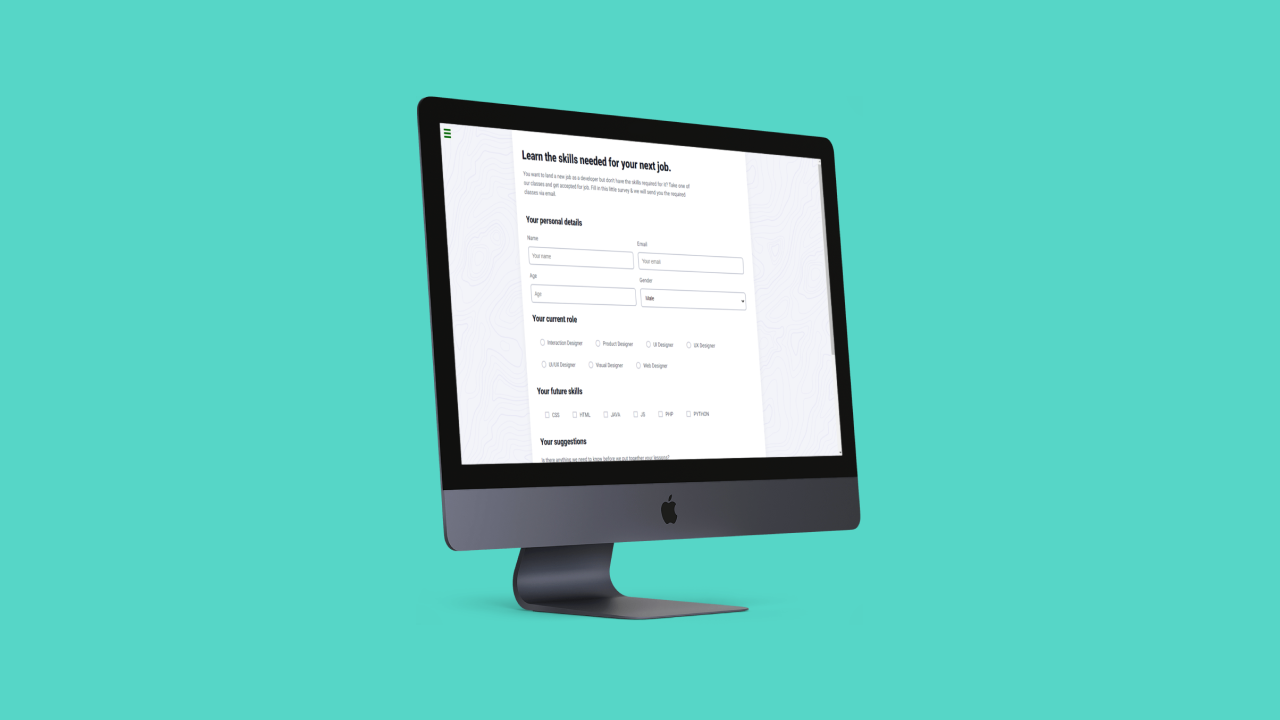 Learn the skills needed for your next job.
You want to land a new job as a developer but don't have the skills required for it? Take one of
our classes and get accepted for job. Fill in this little survey & we will send you the required
classes via email.
Your personal details
Name
Email
Your name
Your email
Age
Gender
Age
Male
Your current role
Interaction Designer
Product Designer
UI Designer
UX Designer
UI/UX Designer
Visual Designer
Web Designer
Your future skills
CSS
HTML
JAVA
JS
PHP
PYTHON
Your suggestions
Is there anything we need to know before we put together your lessons?